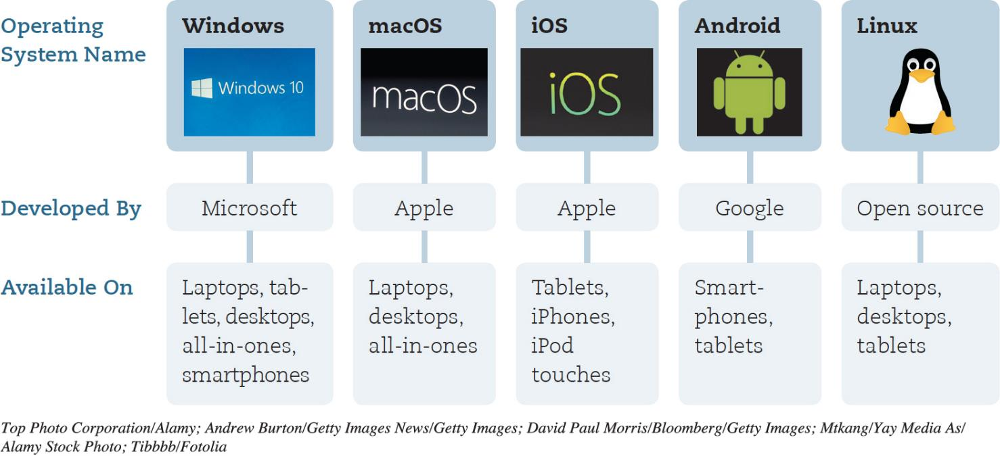 Operating
System Name
Windows
Windows 10
macOS
macOS
iOS
iOS
Android
Linux
Developed By
Microsoft
Apple
Apple
Google
Open source
Available On
Laptops, tab-
lets, desktops,
all-in-ones,
smartphones
Laptops,
desktops,
all-in-ones
Tablets,
iPhones,
iPod
touches
Smart-
phones,
tablets
Laptops,
desktops,
tablets
Top Photo Corporation/Alamy; Andrew Burton/Getty Images News/Getty Images; David Paul Morris/Bloomberg/Getty Images; Mtkang/Yay Media As/
Alamy Stock Photo; Tibbbb/Fotolia